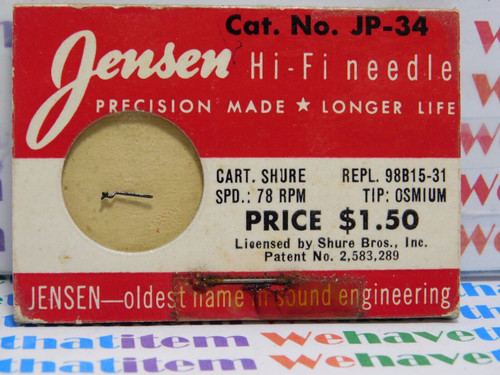 Cat. No. JP-34
Jensen Hi-Fi needle
PRECISION MADE ★ LONGER LIFE
CART. SHURE REPL. 98B15-31
SPD.: 78 RPM TIP: OSMIUM
PRICE $1.50
Licensed by Shure Bros., Inc.
Patent No. 2,583,289
JENSEN—oldest name in sound engineering
thatitem Wehavet
thatitem Wehave